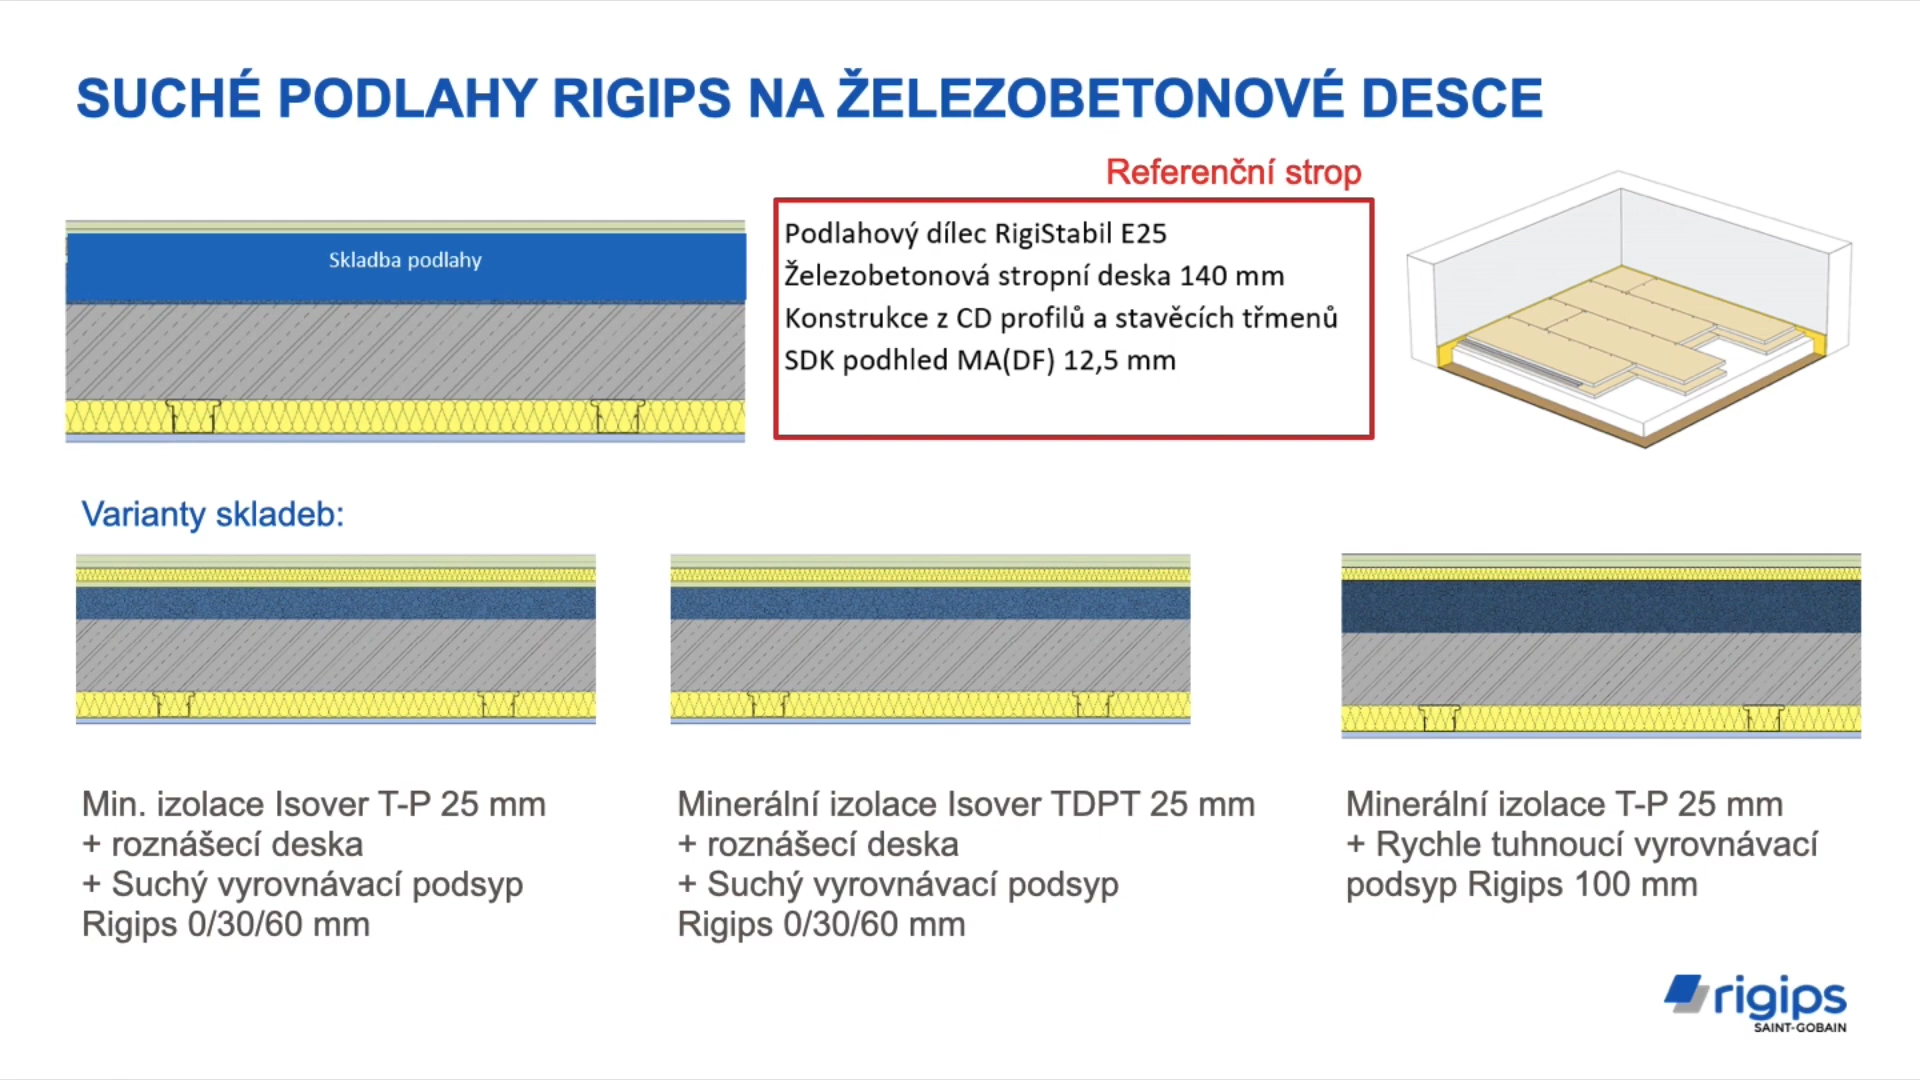 SUCHÉ PODLAHY RIGIPS NA ŽELEZOBETONOVÉ DESCE
Referenční strop
Skladba podlahy
Podlahový dílec RigiStabil E25
Železobetonová stropní deska 140 mm
Konstrukce z CD profilů a stavěcích třmenů
SDK podhled MA(DF) 12,5 mm
Varianty skladeb:
Min. izolace Isover T-P 25 mm
+ roznášecí deska
+ Suchý vyrovnávací podsyp
Rigips 0/30/60 mm
Minerální izolace Isover TDPT 25 mm
+ roznášecí deska
+ Suchý vyrovnávací podsyp
Rigips 0/30/60 mm
Minerální izolace T-P 25 mm
+ Rychle tuhnoucí vyrovnávací
podsyp Rigips 100 mm
rigips
SAINT-GOBAIN